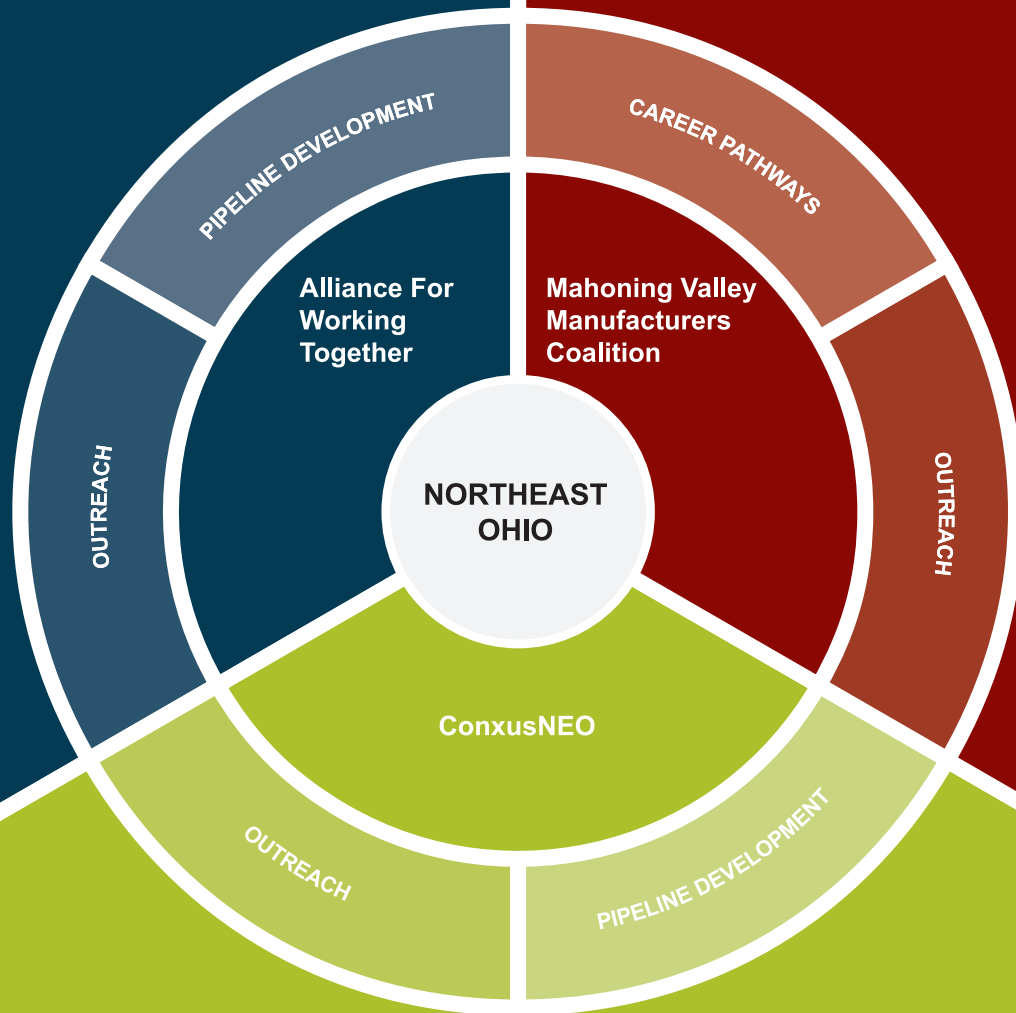 PIPELINE DEVELOPMENT
CAREER PATHWAYS
Alliance For
Working
Together
Mahoning Valley
Manufacturers
Coalition
OUTREACH
NORTHEAST
OHIO
OUTREACH
ConxusNEO
OUTREACH
PIPELINE DEVELOPMENT